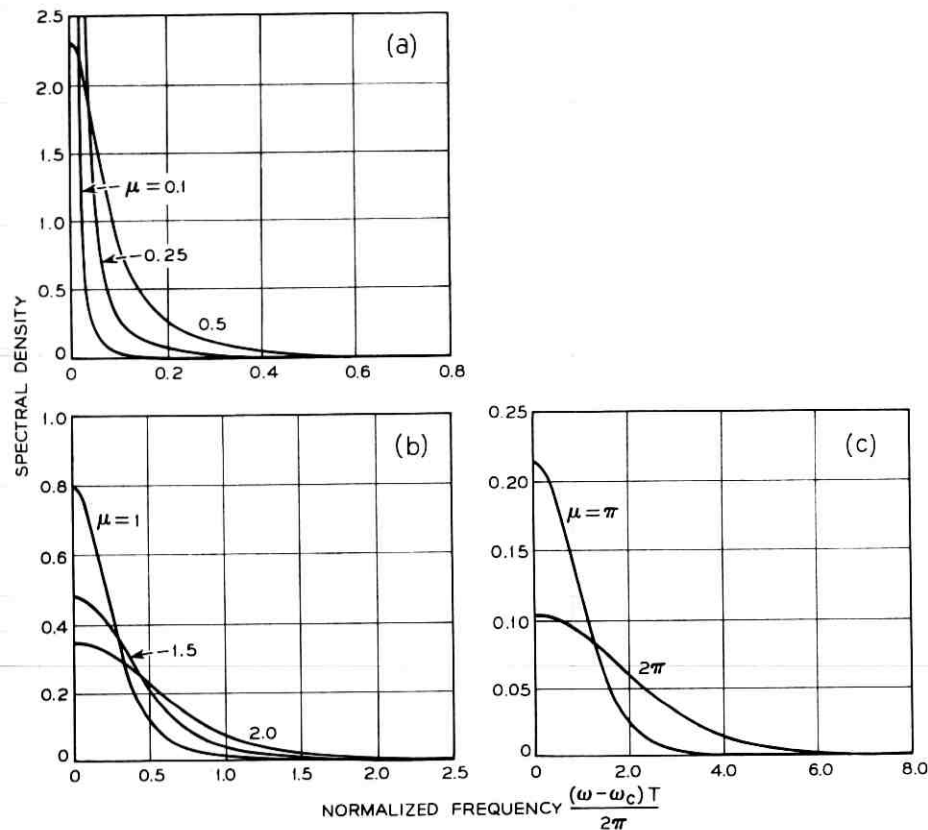 2.5
(a)
2.0
1.5
μ = 0.1
1.0
0.25
0.5
0.5
0
0 0.2 0.4 0.6 0.8
SPECTRAL DENSITY
1.0
(b)
0.8
μ = 1
0.6
0.4
1.5
0.2
2.0
0
0 0.5 1.0 1.5 2.0 2.5
0.25
(c)
0.20
μ = π
0.15
0.10
2π
0.05
0
0 2.0 4.0 6.0 8.0
NORMALIZED FREQUENCY (ω-ωc) T
2π